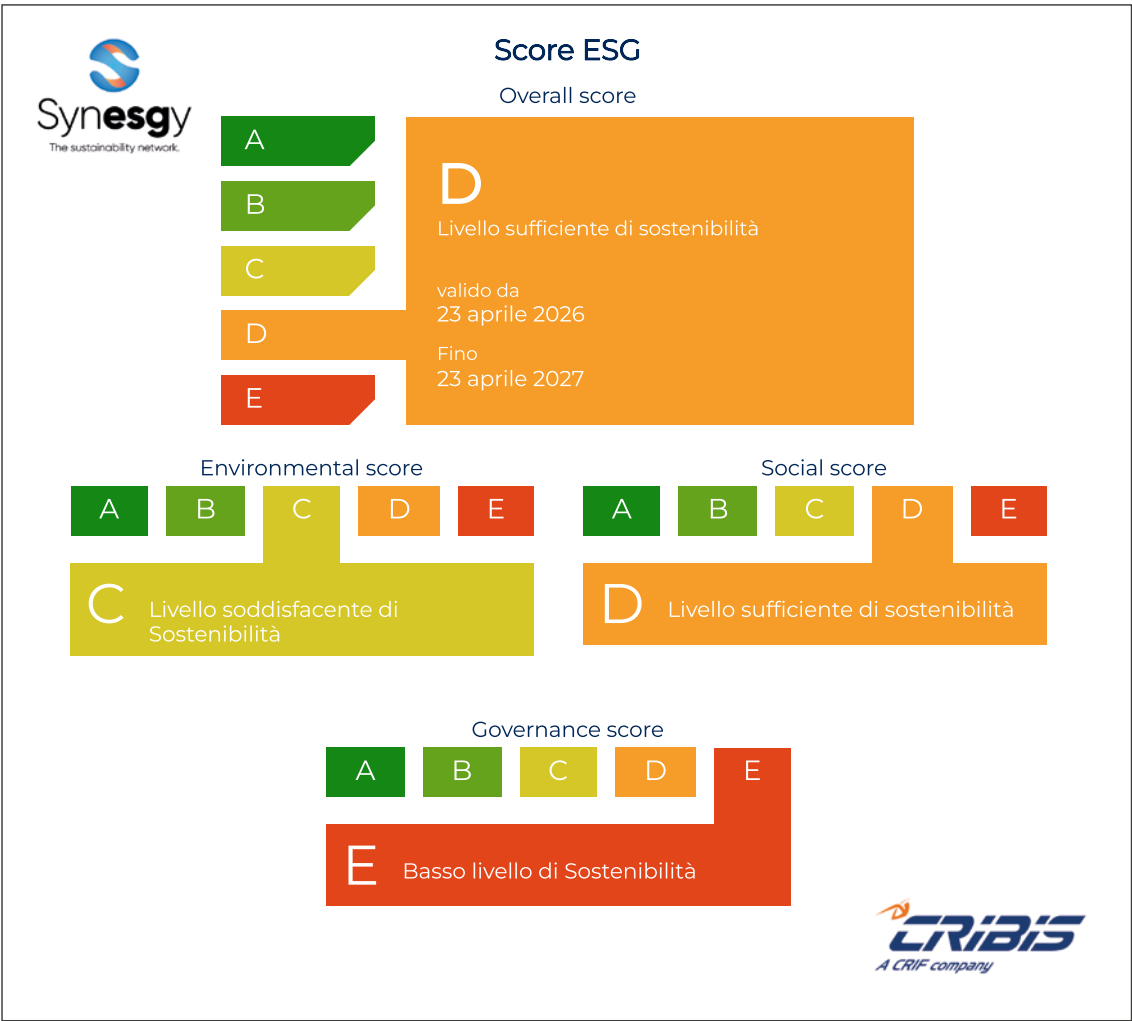 Synesgy
The sustainability network.
Score ESG
Overall score
A
B
C
D
E
D
Livello sufficiente di sostenibilità
valido da
23 aprile 2026
Fino
23 aprile 2027
Environmental score
A B C D E
C Livello soddisfacente di
Sostenibilità
Social score
A B C D E
D Livello sufficiente di sostenibilità
Governance score
A B C D E
E Basso livello di Sostenibilità
CRIBIS
A CRIF company